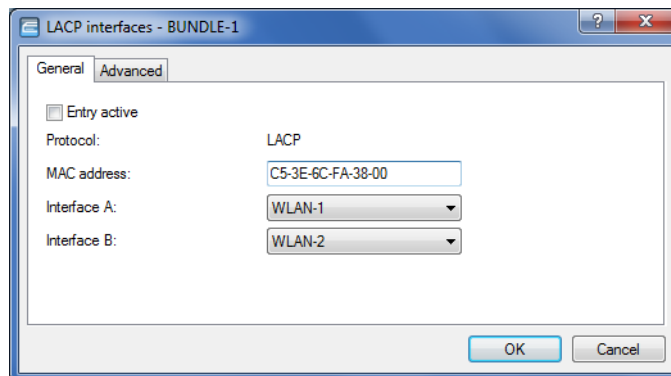 LACP interfaces - BUNDLE-1
?
General
Advanced
Entry active
Protocol: LACP
MAC address: C5-3E-6C-FA-38-00
Interface A: WLAN-1
Interface B: WLAN-2
OK Cancel